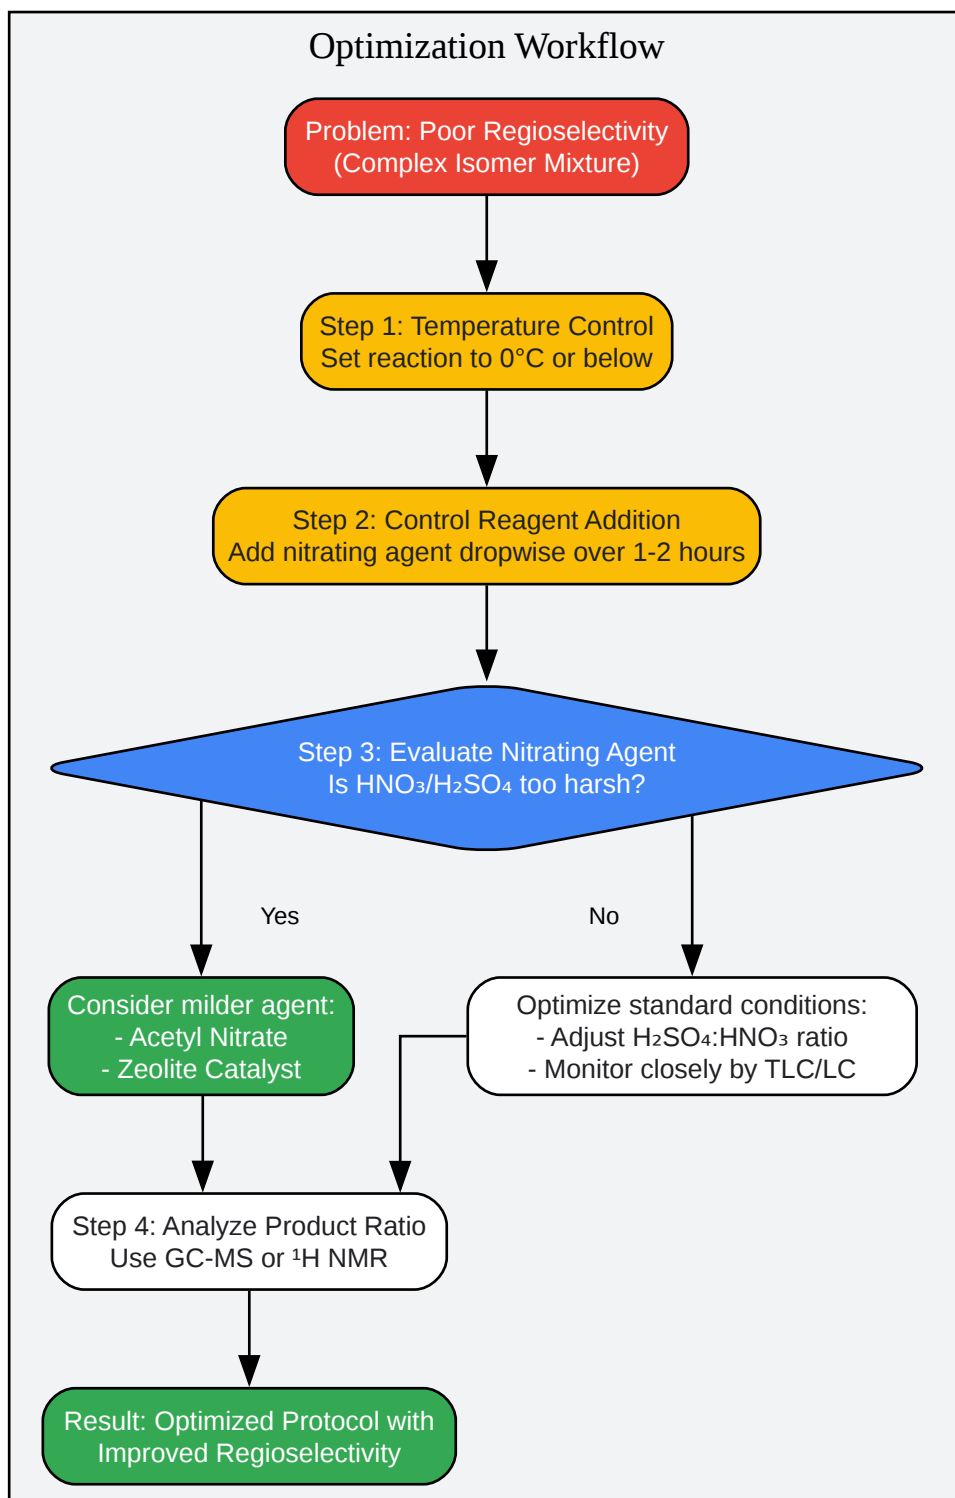 Optimization Workflow
Problem: Poor Regioselectivity
(Complex Isomer Mixture)
Step 1: Temperature Control
Set reaction to 0°C or below
Step 2: Control Reagent Addition
Add nitrating agent dropwise over 1-2 hours
Step 3: Evaluate Nitrating Agent
Is HNO₃/H₂SO₄ too harsh?
Yes
No
Consider milder agent:
- Acetyl Nitrate
- Zeolite Catalyst
Optimize standard conditions:
- Adjust H₂SO₄:HNO₃ ratio
- Monitor closely by TLC/LC
Step 4: Analyze Product Ratio
Use GC-MS or ¹H NMR
Result: Optimized Protocol with
Improved Regioselectivity